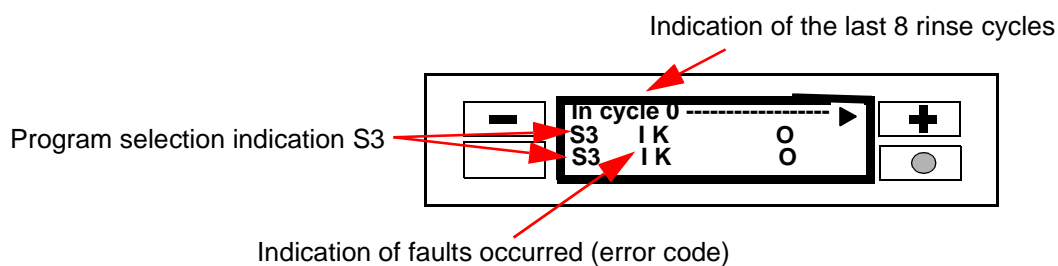 Indication of the last 8 rinse cycles
In cycle 0 ----------------- ▶
Program selection indication S3
S3 I K O
S3 I K O
Indication of faults occurred (error code)